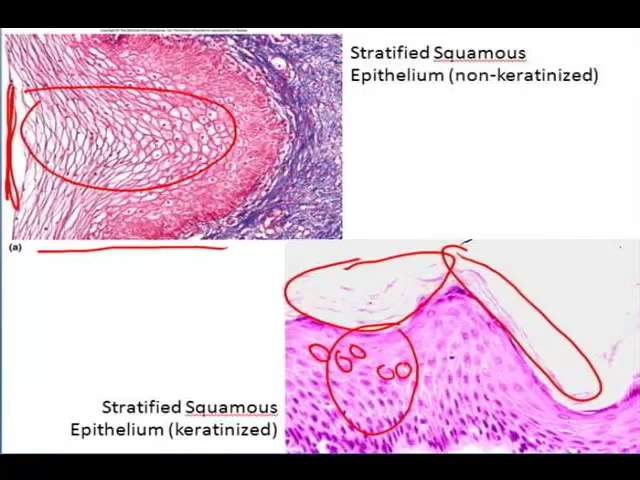 Stratified Squamous
Epithelium (non-keratinized)
(a)
Stratified Squamous
Epithelium (keratinized)